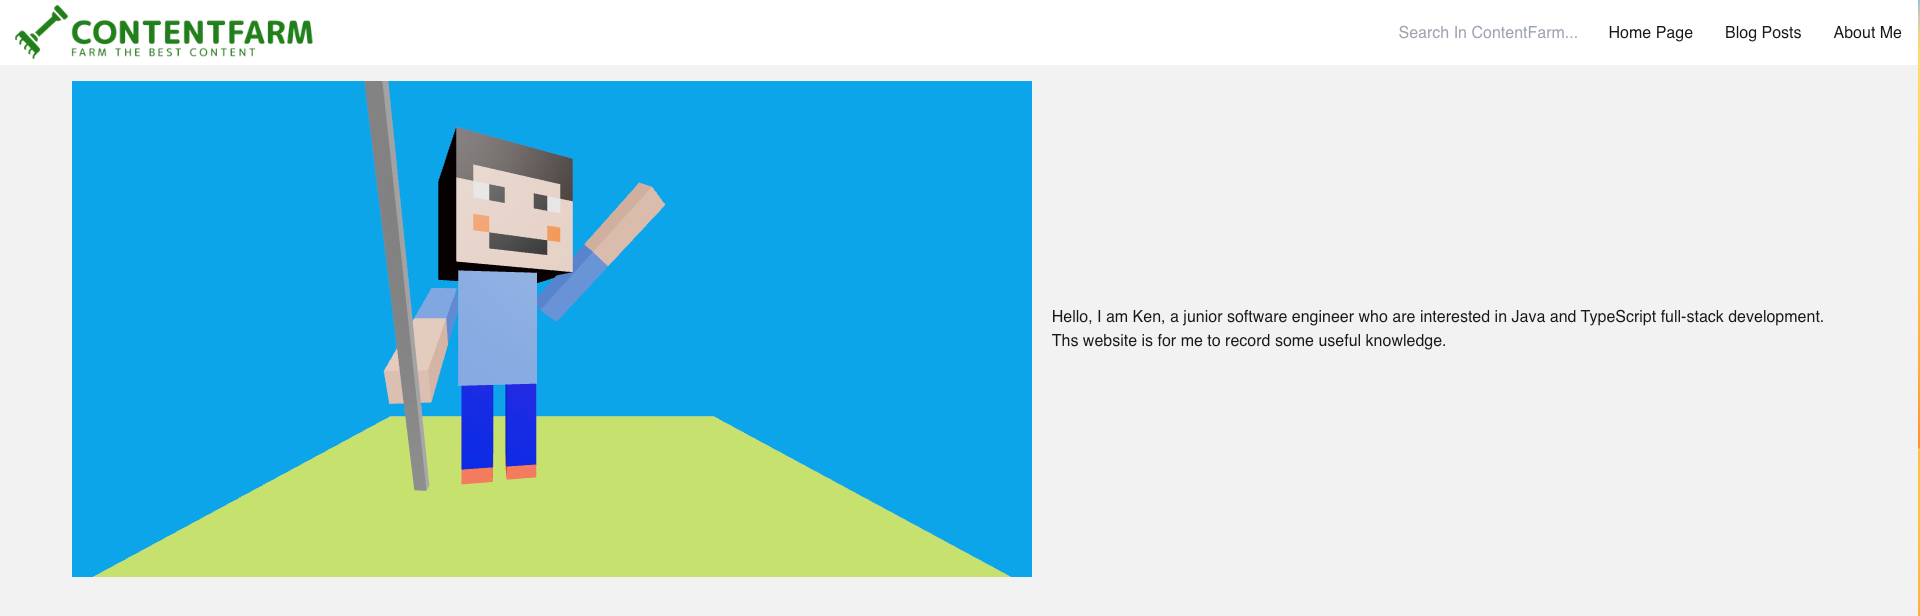 CONTENTFARM
FARM THE BEST CONTENT
Search In ContentFarm...
Home Page
Blog Posts
About Me
Hello, I am Ken, a junior software engineer who are interested in Java and TypeScript full-stack development.
Ths website is for me to record some useful knowledge.